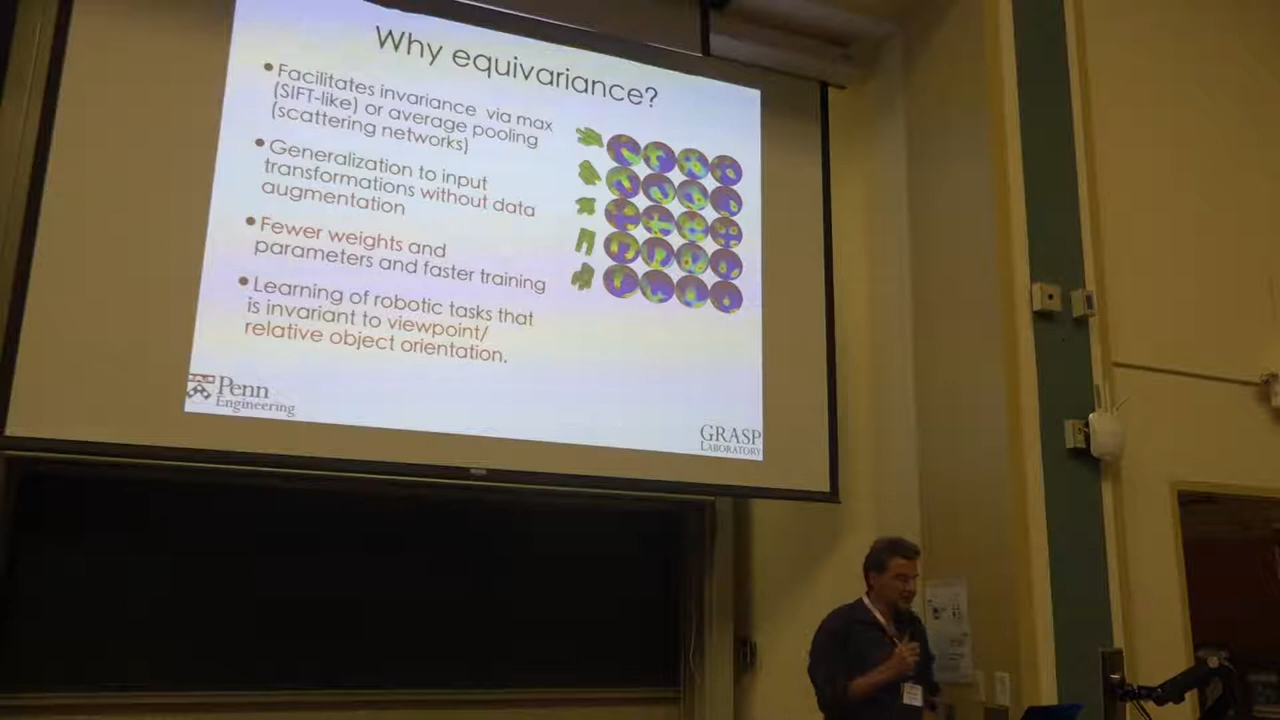 Why equivariance?
• Facilitates invariance via max
(SIFT-like) or average pooling
(scattering networks)
• Generalization to input
transformations without data
augmentation
• Fewer weights and
parameters and faster training
• Learning of robotic tasks that
is invariant to viewpoint/
relative object orientation.
Penn
Engineering
GRASP
LABORATORY